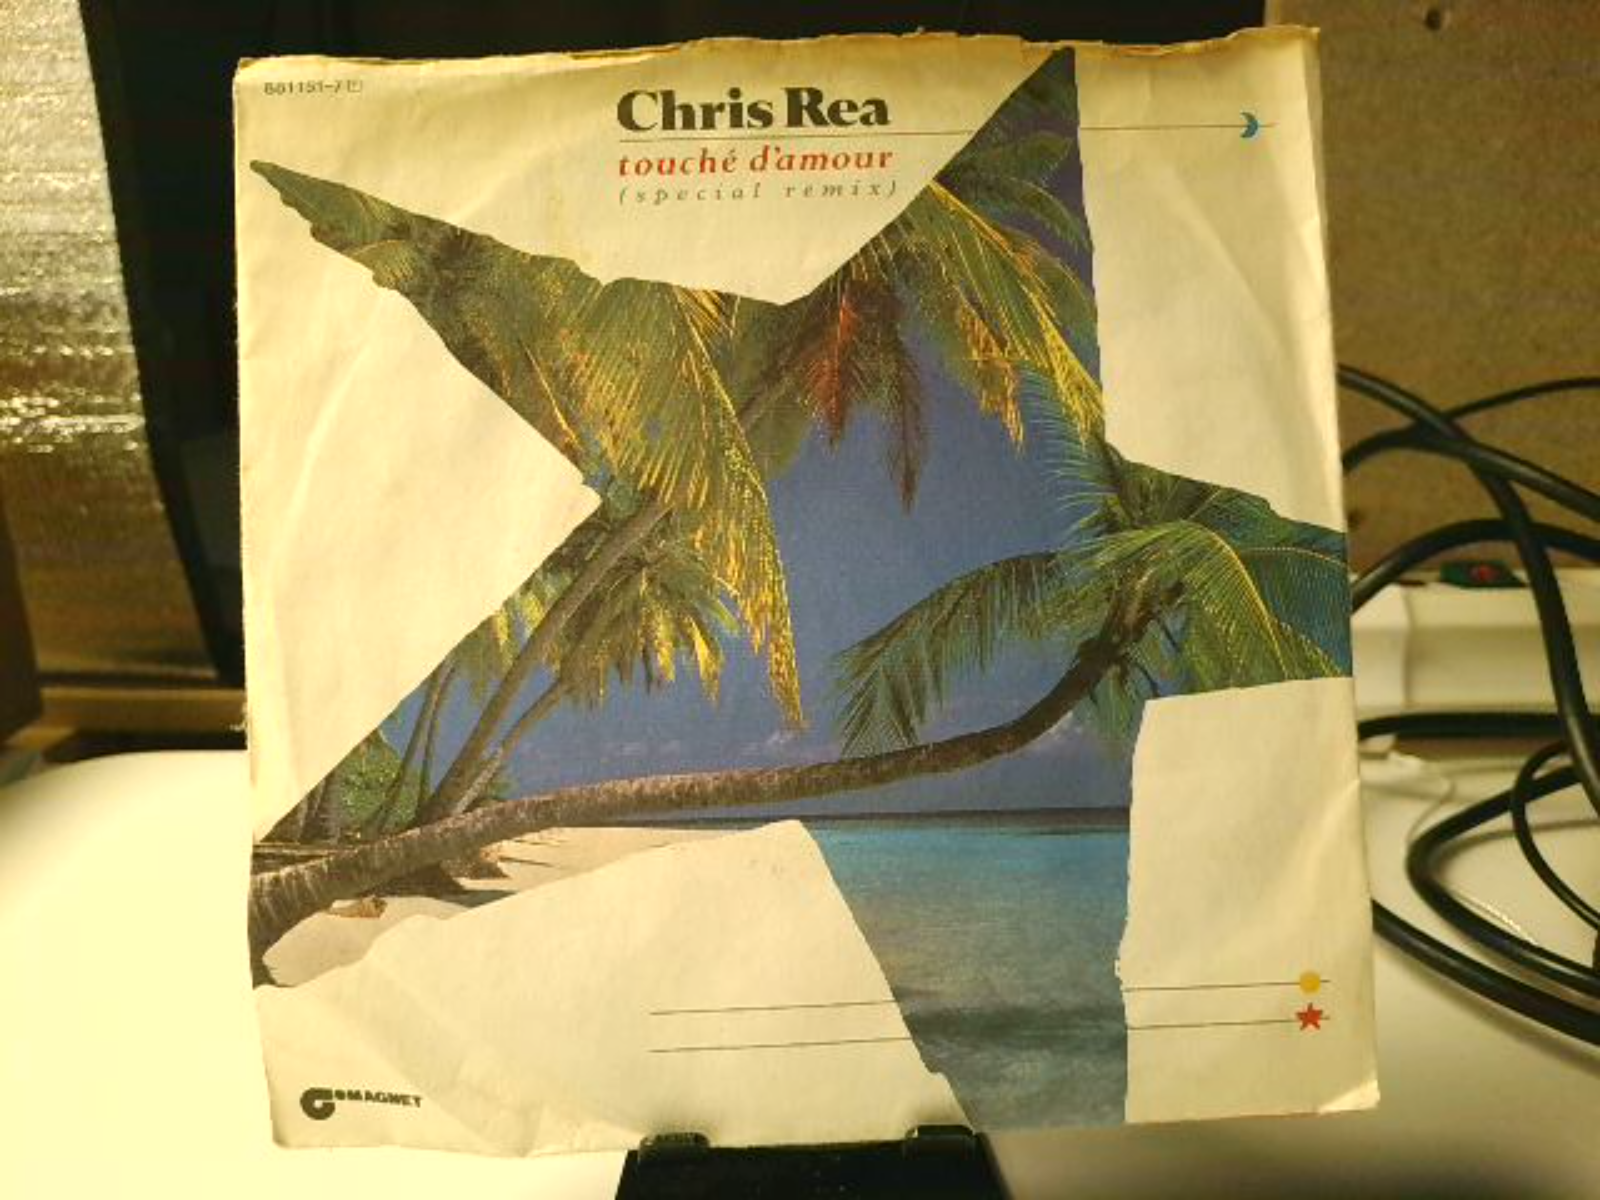 881151-7
Chris Rea
touché d'amour
(special remix)
MAGNET